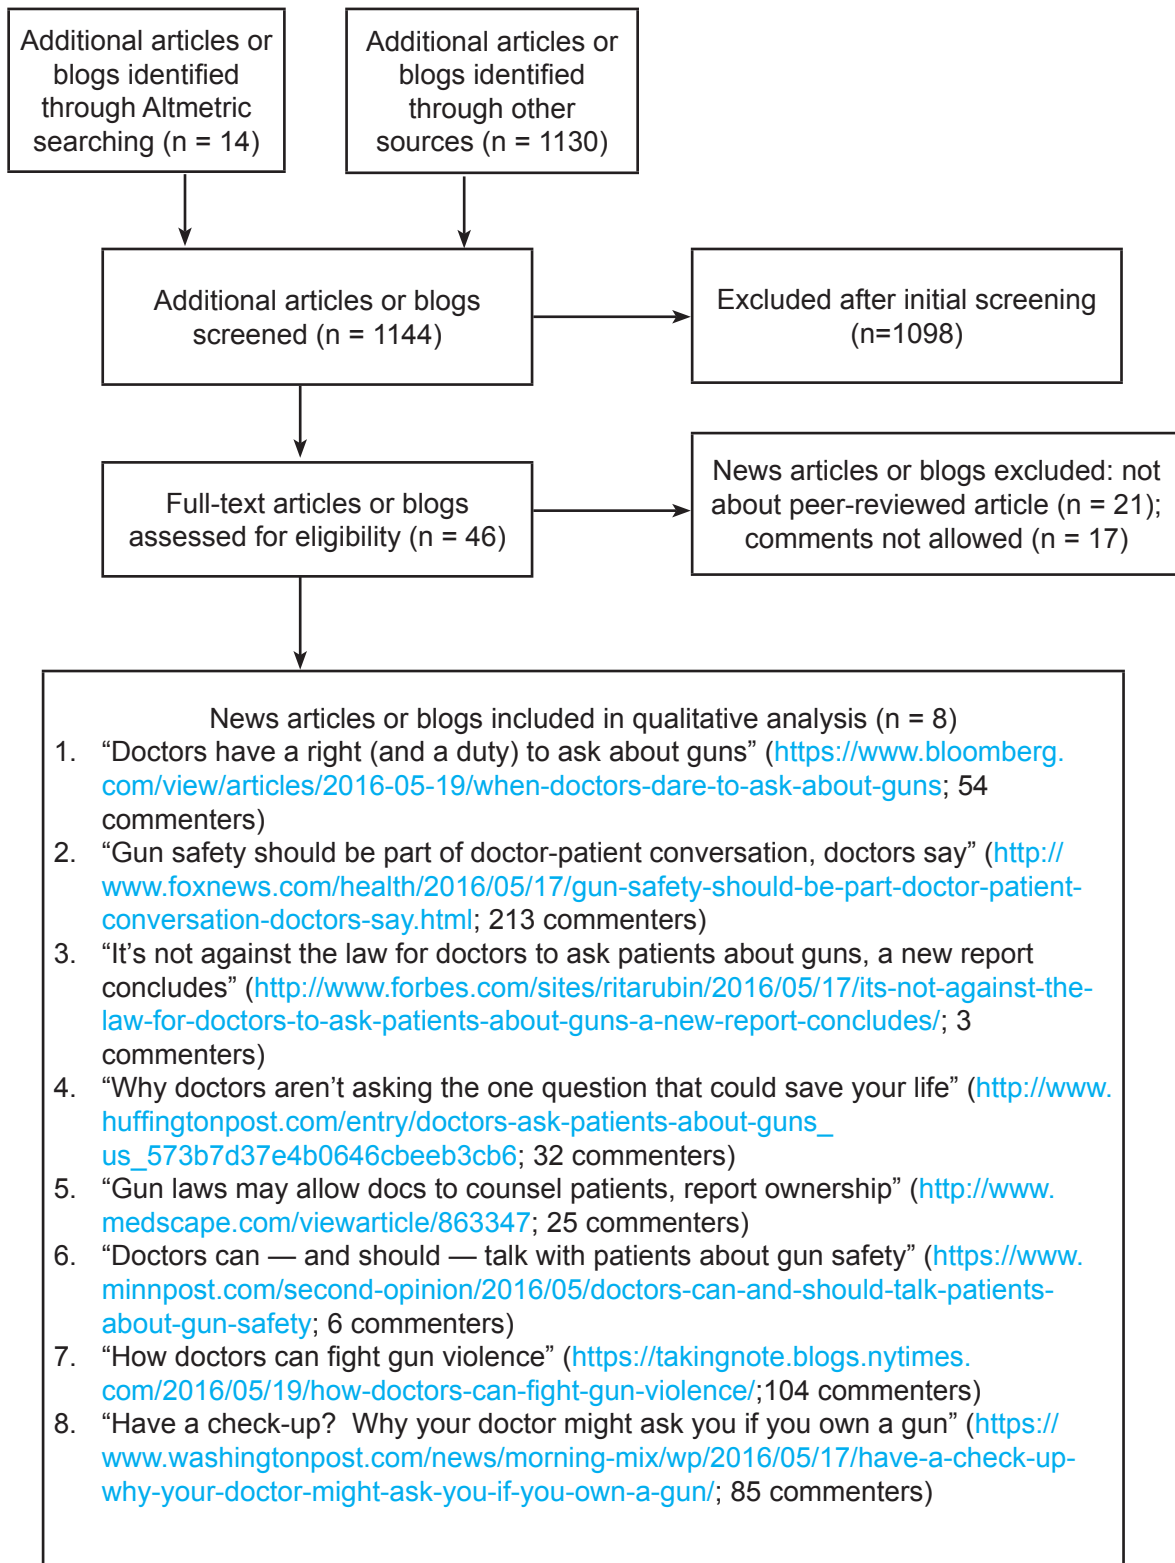 Additional articles or
blogs identified
through Altmetric
searching (n = 14)
Additional articles or
blogs identified
through other
sources (n = 1130)
Additional articles or blogs
screened (n = 1144)
Excluded after initial screening
(n=1098)
Full-text articles or blogs
assessed for eligibility (n = 46)
News articles or blogs excluded: not
about peer-reviewed article (n = 21);
comments not allowed (n = 17)
News articles or blogs included in qualitative analysis (n = 8)
1. “Doctors have a right (and a duty) to ask about guns” (https://www.bloomberg.
com/view/articles/2016-05-19/when-doctors-dare-to-ask-about-guns; 54
commenters)
2. “Gun safety should be part of doctor-patient conversation, doctors say” (http://
www.foxnews.com/health/2016/05/17/gun-safety-should-be-part-doctor-patient-
conversation-doctors-say.html; 213 commenters)
3. “It’s not against the law for doctors to ask patients about guns, a new report
concludes” (http://www.forbes.com/sites/ritarubin/2016/05/17/its-not-against-the-
law-for-doctors-to-ask-patients-about-guns-a-new-report-concludes/; 3
commenters)
4. “Why doctors aren’t asking the one question that could save your life” (http://www.
huffingtonpost.com/entry/doctors-ask-patients-about-guns_
us_573b7d37e4b0646cbeeb3cb6; 32 commenters)
5. “Gun laws may allow docs to counsel patients, report ownership” (http://www.
medscape.com/viewarticle/863347; 25 commenters)
6. “Doctors can — and should — talk with patients about gun safety” (https://www.
minnpost.com/second-opinion/2016/05/doctors-can-and-should-talk-patients-
about-gun-safety; 6 commenters)
7. “How doctors can fight gun violence” (https://takingnote.blogs.nytimes.
com/2016/05/19/how-doctors-can-fight-gun-violence/;104 commenters)
8. “Have a check-up?  Why your doctor might ask you if you own a gun” (https://
www.washingtonpost.com/news/morning-mix/wp/2016/05/17/have-a-check-up-
why-your-doctor-might-ask-you-if-you-own-a-gun/; 85 commenters)